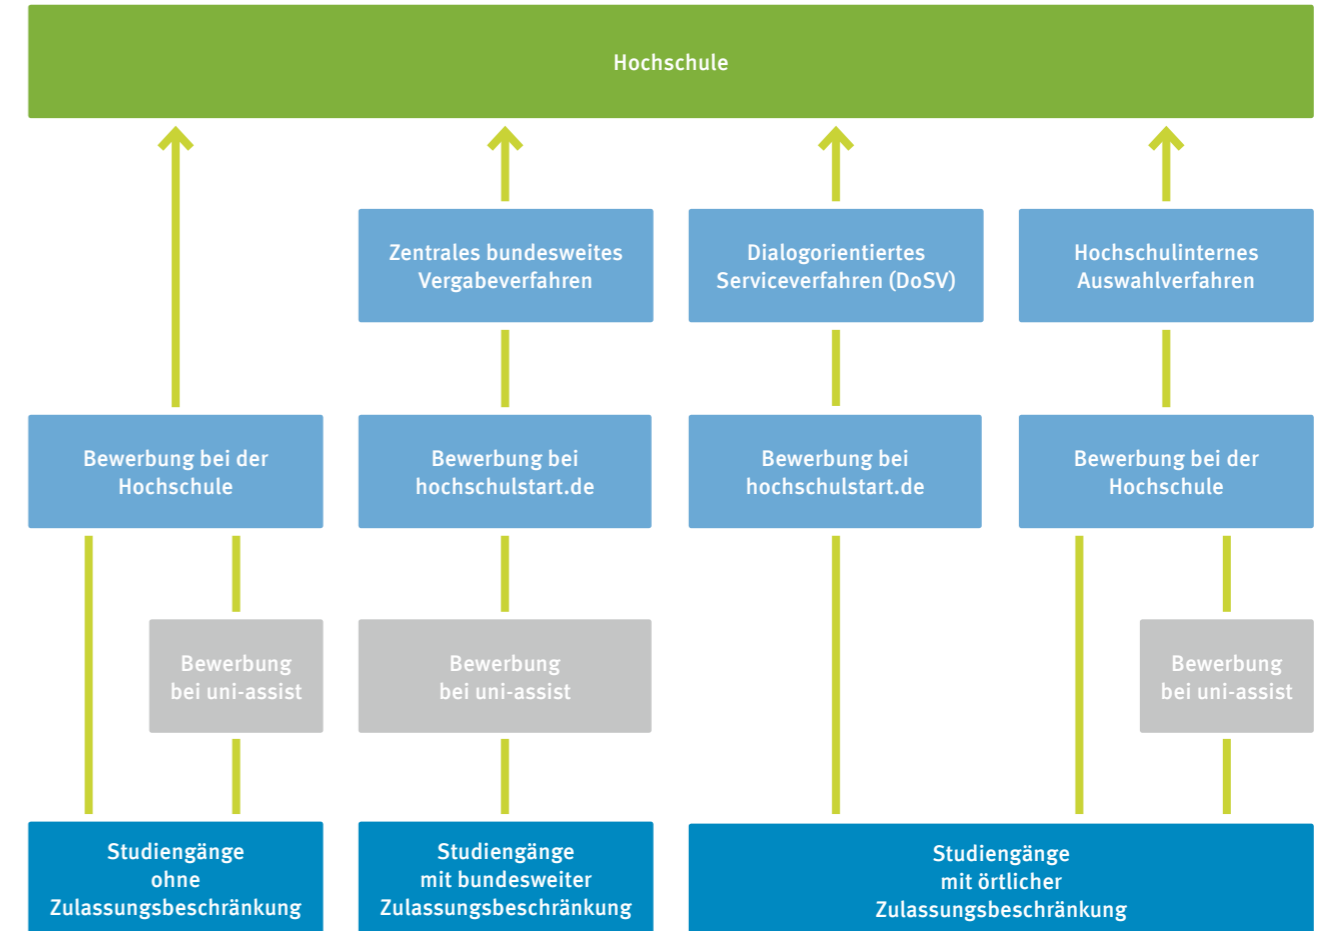 Hochschule
Zentrales bundesweites
Vergabeverfahren
Dialogorientiertes
Serviceverfahren (DoSV)
Hochschulinternes
Auswahlverfahren
Bewerbung bei der
Hochschule
Bewerbung bei
hochschulstart.de
Bewerbung bei
hochschulstart.de
Bewerbung bei der
Hochschule
Bewerbung
bei uni-assist
Bewerbung
bei uni-assist
Bewerbung
bei uni-assist
Studiengänge
ohne
Zulassungsbeschränkung
Studiengänge
mit bundesweiter
Zulassungsbeschränkung
Studiengänge
mit örtlicher
Zulassungsbeschränkung